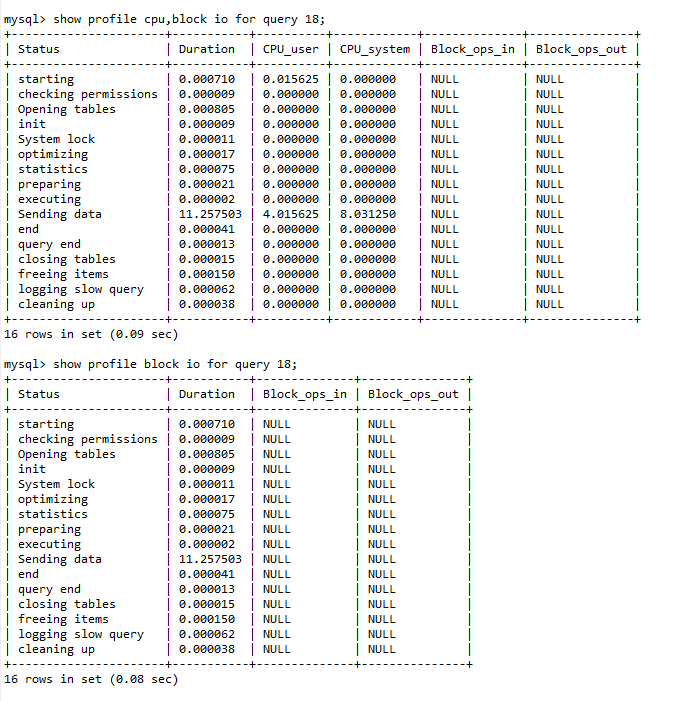 mysql> show profile cpu,block io for query 18;
+----------------------+----------+----------+------------+--------------+---------------+
| Status               | Duration | CPU_user | CPU_system | Block_ops_in | Block_ops_out |
+----------------------+----------+----------+------------+--------------+---------------+
| starting             | 0.000710 | 0.015625 | 0.000000 | NULL | NULL |
| checking permissions | 0.000009 | 0.000000 | 0.000000 | NULL | NULL |
| Opening tables | 0.000805 | 0.000000 | 0.000000 | NULL | NULL |
| init | 0.000009 | 0.000000 | 0.000000 | NULL | NULL |
| System lock | 0.000011 | 0.000000 | 0.000000 | NULL | NULL |
| optimizing | 0.000017 | 0.000000 | 0.000000 | NULL | NULL |
| statistics | 0.000075 | 0.000000 | 0.000000 | NULL | NULL |
| preparing | 0.000021 | 0.000000 | 0.000000 | NULL | NULL |
| executing | 0.000002 | 0.000000 | 0.000000 | NULL | NULL |
| Sending data | 11.257503 | 4.015625 | 8.031250 | NULL | NULL |
| end | 0.000041 | 0.000000 | 0.000000 | NULL | NULL |
| query end | 0.000013 | 0.000000 | 0.000000 | NULL | NULL |
| closing tables | 0.000015 | 0.000000 | 0.000000 | NULL | NULL |
| freeing items | 0.000150 | 0.000000 | 0.000000 | NULL | NULL |
| logging slow query | 0.000062 | 0.000000 | 0.000000 | NULL | NULL |
| cleaning up | 0.000038 | 0.000000 | 0.000000 | NULL | NULL |
+----------------------+----------+----------+------------+--------------+---------------+
16 rows in set (0.09 sec)
mysql> show profile block io for query 18;
+----------------------+----------+--------------+---------------+
| Status | Duration | Block_ops_in | Block_ops_out |
+----------------------+----------+--------------+---------------+
| starting | 0.000710 | NULL | NULL |
| checking permissions | 0.000009 | NULL | NULL |
| Opening tables | 0.000805 | NULL | NULL |
| init | 0.000009 | NULL | NULL |
| System lock | 0.000011 | NULL | NULL |
| optimizing | 0.000017 | NULL | NULL |
| statistics | 0.000075 | NULL | NULL |
| preparing | 0.000021 | NULL | NULL |
| executing | 0.000002 | NULL | NULL |
| Sending data | 11.257503 | NULL | NULL |
| end | 0.000041 | NULL | NULL |
| query end | 0.000013 | NULL | NULL |
| closing tables | 0.000015 | NULL | NULL |
| freeing items | 0.000150 | NULL | NULL |
| logging slow query | 0.000062 | NULL | NULL |
| cleaning up | 0.000038 | NULL | NULL |
+----------------------+----------+--------------+---------------+
16 rows in set (0.08 sec)